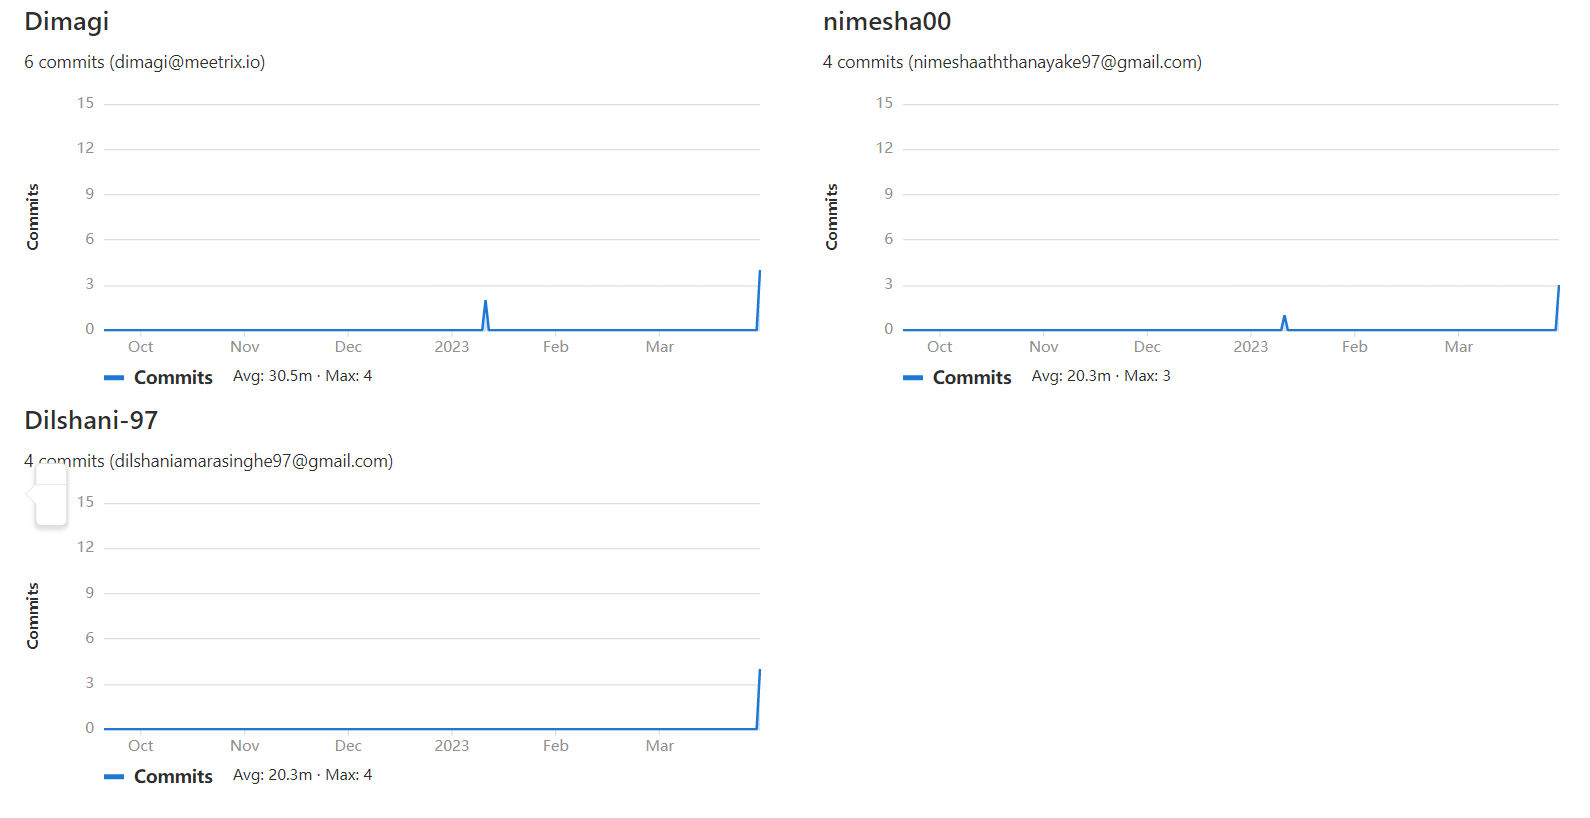 Dimagi
6 commits (dimagi@meetrix.io)
15
12
9
6
3
0
Commits
Oct Nov Dec 2023 Feb Mar
Commits Avg: 30.5m · Max: 4
nimesha00
4 commits (nimeshaaththanayake97@gmail.com)
15
12
9
6
3
0
Commits
Oct Nov Dec 2023 Feb Mar
Commits Avg: 20.3m · Max: 3
Dilshani-97
4 commits (dilshaniamarasinghe97@gmail.com)
15
12
9
6
3
0
Commits
Oct Nov Dec 2023 Feb Mar
Commits Avg: 20.3m · Max: 4